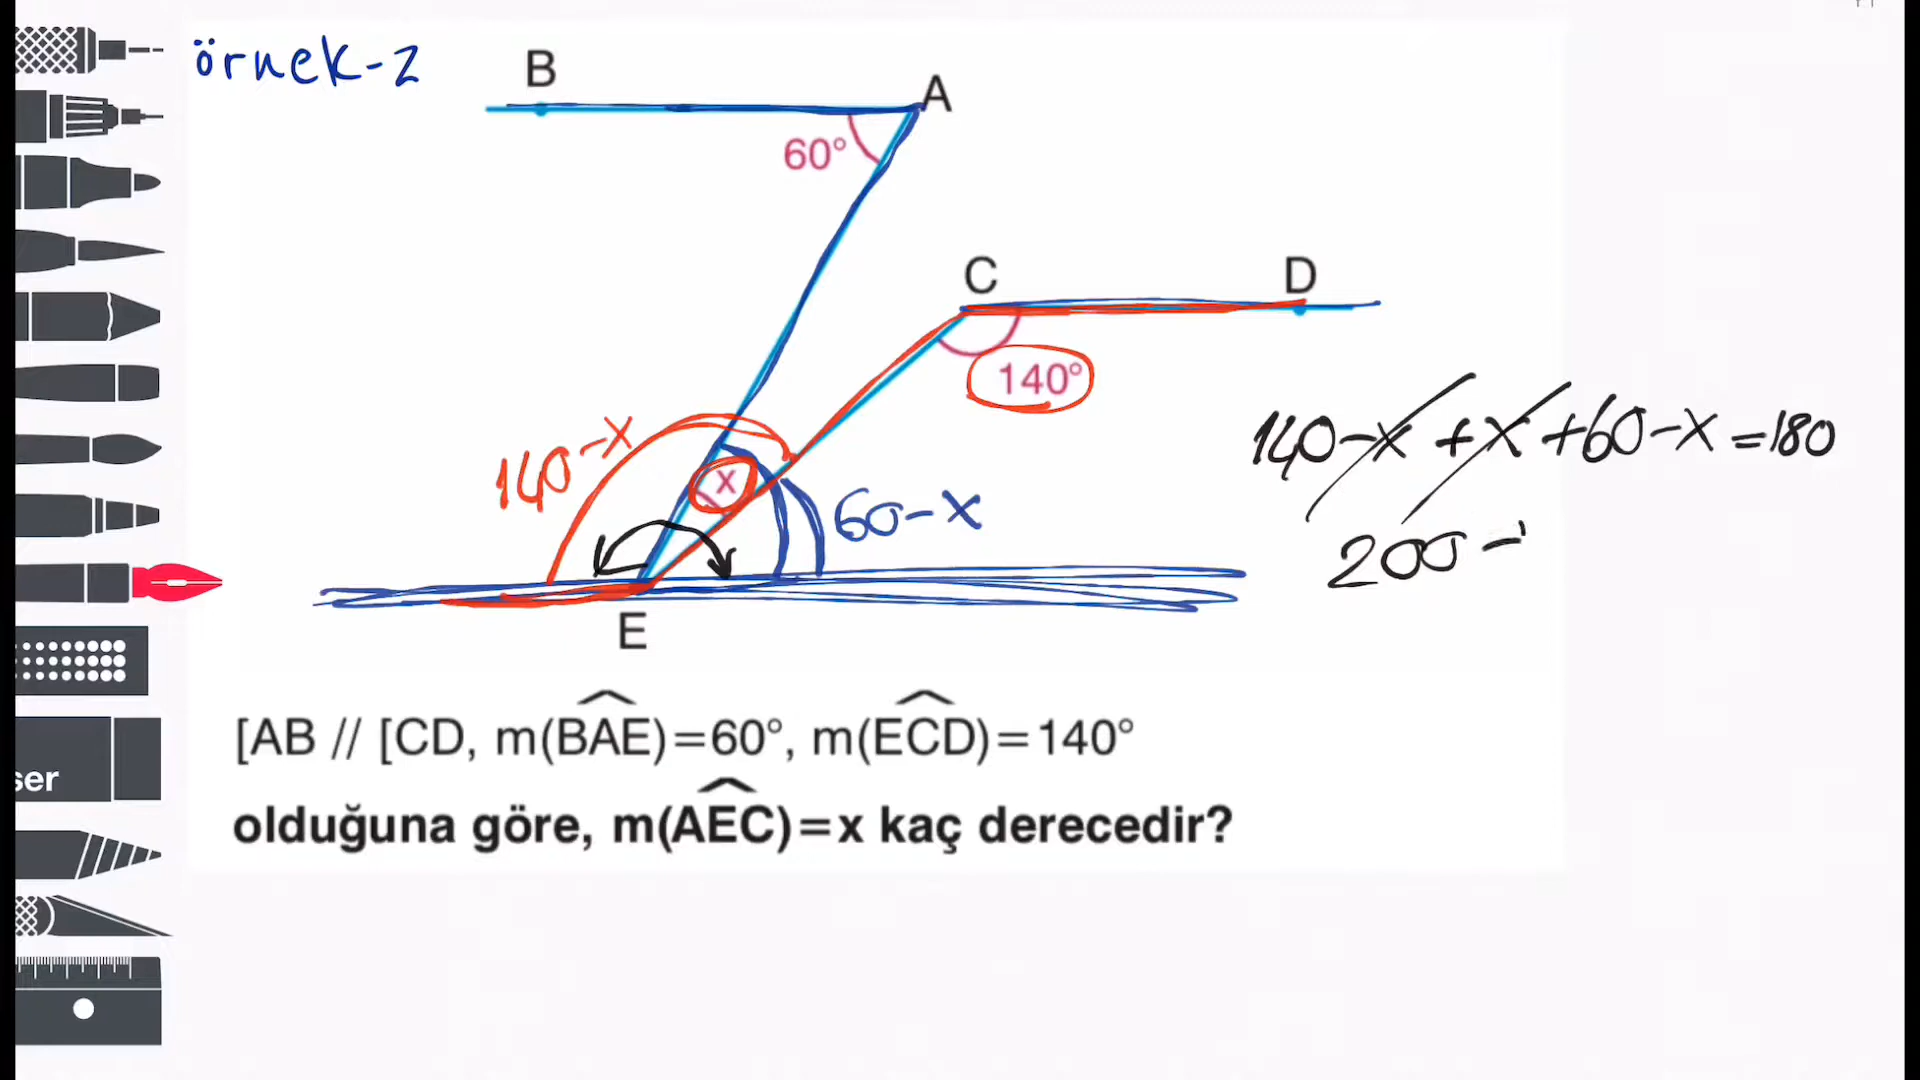 örnek-2
B
A
60°
C
D
140°
140-x
x
60-x
140-x+x+60-x=180
200-
E
[AB // [CD, m(BAE)=60°, m(ECD)=140°
olduğuna göre, m(AEC)=x kaç derecedir?
ser